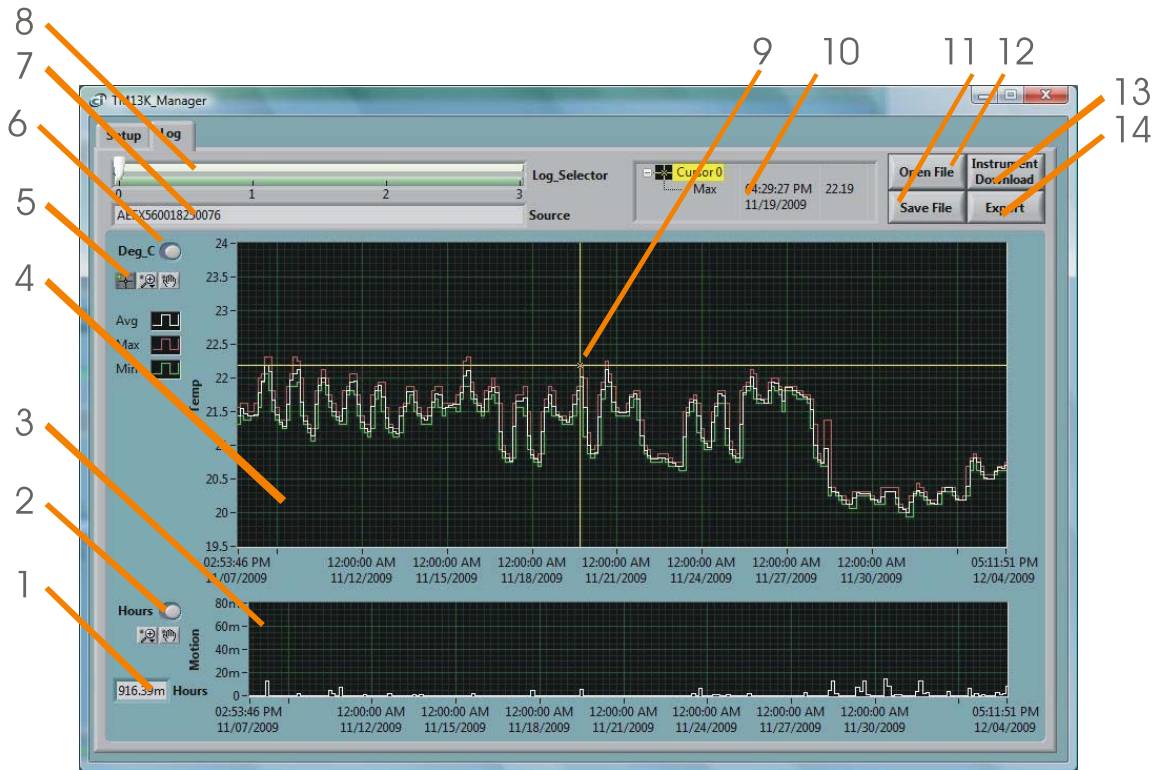 8
7
6
5
4
3
2
1
9
10
11
12
13
14
TM13K_Manager
Setup
Log
0
1
2
3
Log_Selector
Source
Cursor 0
Max
04:29:27 PM 22.19
11/19/2009
Open File
Instrument
Download
Save File
Export
Deg_C
Avg
Max
Min
Temp
24
23.5
23
22.5
22
21.5
20.5
20
19.5
02:53:46 PM 12:00:00 AM 12:00:00 AM 12:00:00 AM 12:00:00 AM 12:00:00 AM 12:00:00 AM 12:00:00 AM 05:11:51 PM
11/07/2009 11/12/2009 11/15/2009 11/18/2009 11/21/2009 11/24/2009 11/27/2009 11/30/2009 12/04/2009
Hours
Motion
80m
60m
40m
20m
0
916.39m Hours
02:53:46 PM 12:00:00 AM 12:00:00 AM 12:00:00 AM 12:00:00 AM 12:00:00 AM 12:00:00 AM 12:00:00 AM 05:11:51 PM
11/07/2009 11/12/2009 11/15/2009 11/18/2009 11/21/2009 11/24/2009 11/27/2009 11/30/2009 12/04/2009